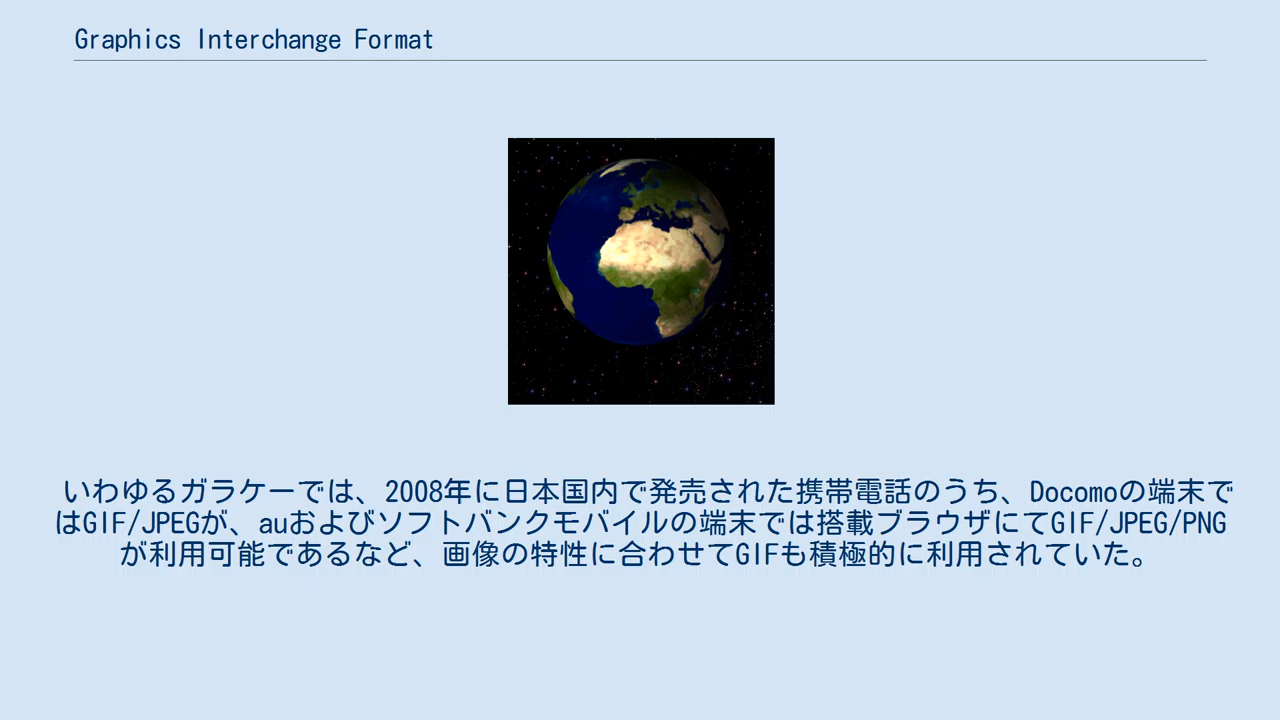 Graphics Interchange Format
いわゆるガラケーでは、2008年に日本国内で発売された携帯電話のうち、Docomoの端末で
はGIF/JPEGが、auおよびソフトバンクモバイルの端末では搭載ブラウザにてGIF/JPEG/PNG
が利用可能であるなど、画像の特性に合わせてGIFも積極的に利用されていた。